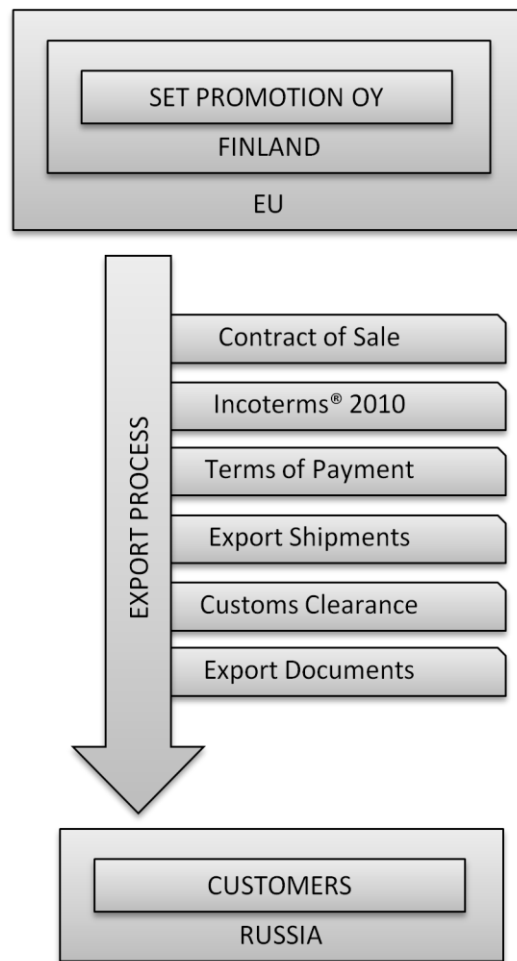 SET PROMOTION OY
FINLAND
EU
EXPORT PROCESS
Contract of Sale
Incoterms® 2010
Terms of Payment
Export Shipments
Customs Clearance
Export Documents
CUSTOMERS
RUSSIA